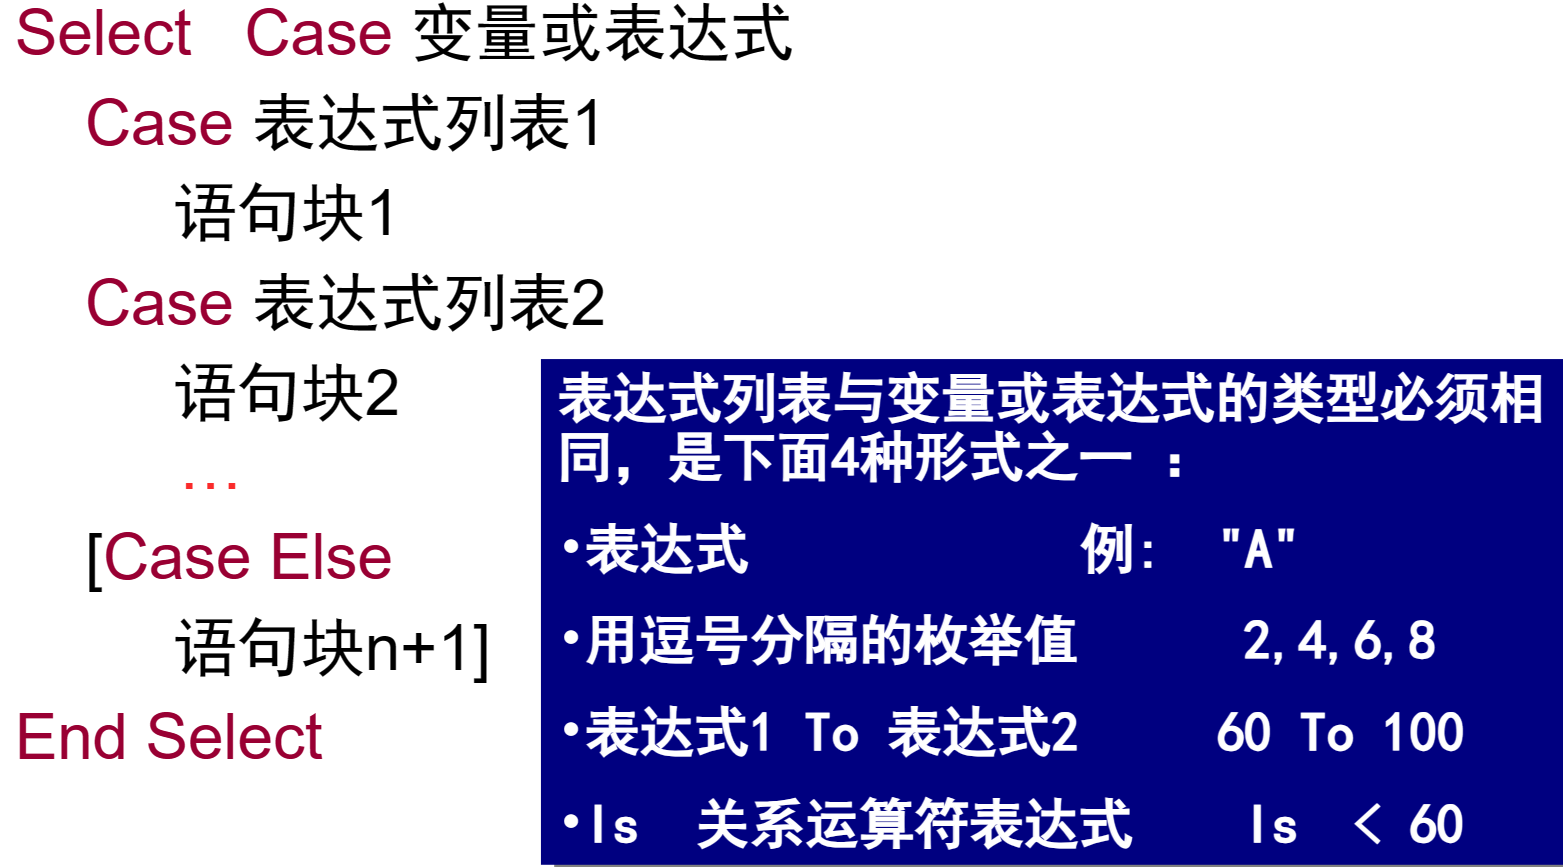 Select Case 变量或表达式
Case 表达式列表1
语句块1
Case 表达式列表2
语句块2
…
[Case Else
语句块n+1]
End Select
表达式列表与变量或表达式的类型必须相
同，是下面4种形式之一 ：
•表达式 例: "A"
•用逗号分隔的枚举值 2,4,6,8
•表达式1 To 表达式2 60 To 100
•Is 关系运算符表达式 Is < 60